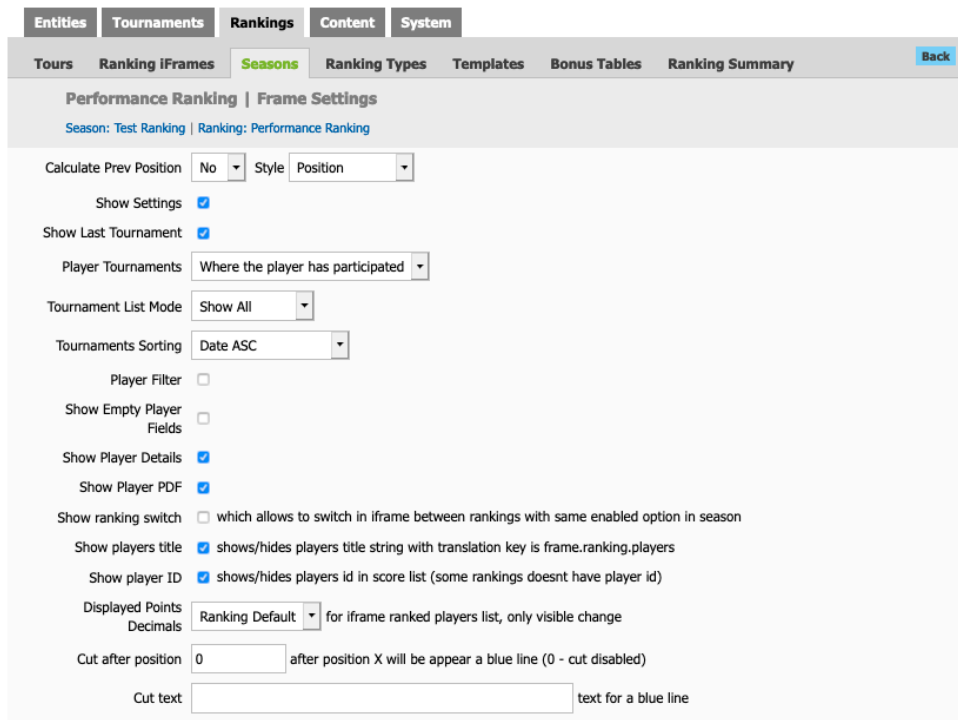 Entities Tournaments Rankings Content System
Tours Ranking iFrames Seasons Ranking Types Templates Bonus Tables Ranking Summary Back
Performance Ranking | Frame Settings
Season: Test Ranking | Ranking: Performance Ranking
Calculate Prev Position No Style Position
Show Settings
Show Last Tournament
Player Tournaments Where the player has participated
Tournament List Mode Show All
Tournaments Sorting Date ASC
Player Filter
Show Empty Player
Fields
Show Player Details
Show Player PDF
Show ranking switch which allows to switch in iframe between rankings with same enabled option in season
Show players title shows/hides players title string with translation key is frame.ranking.players
Show player ID shows/hides players id in score list (some rankings doesnt have player id)
Displayed Points
Decimals Ranking Default for iframe ranked players list, only visible change
Cut after position 0 after position X will be appear a blue line (0 - cut disabled)
Cut text text for a blue line